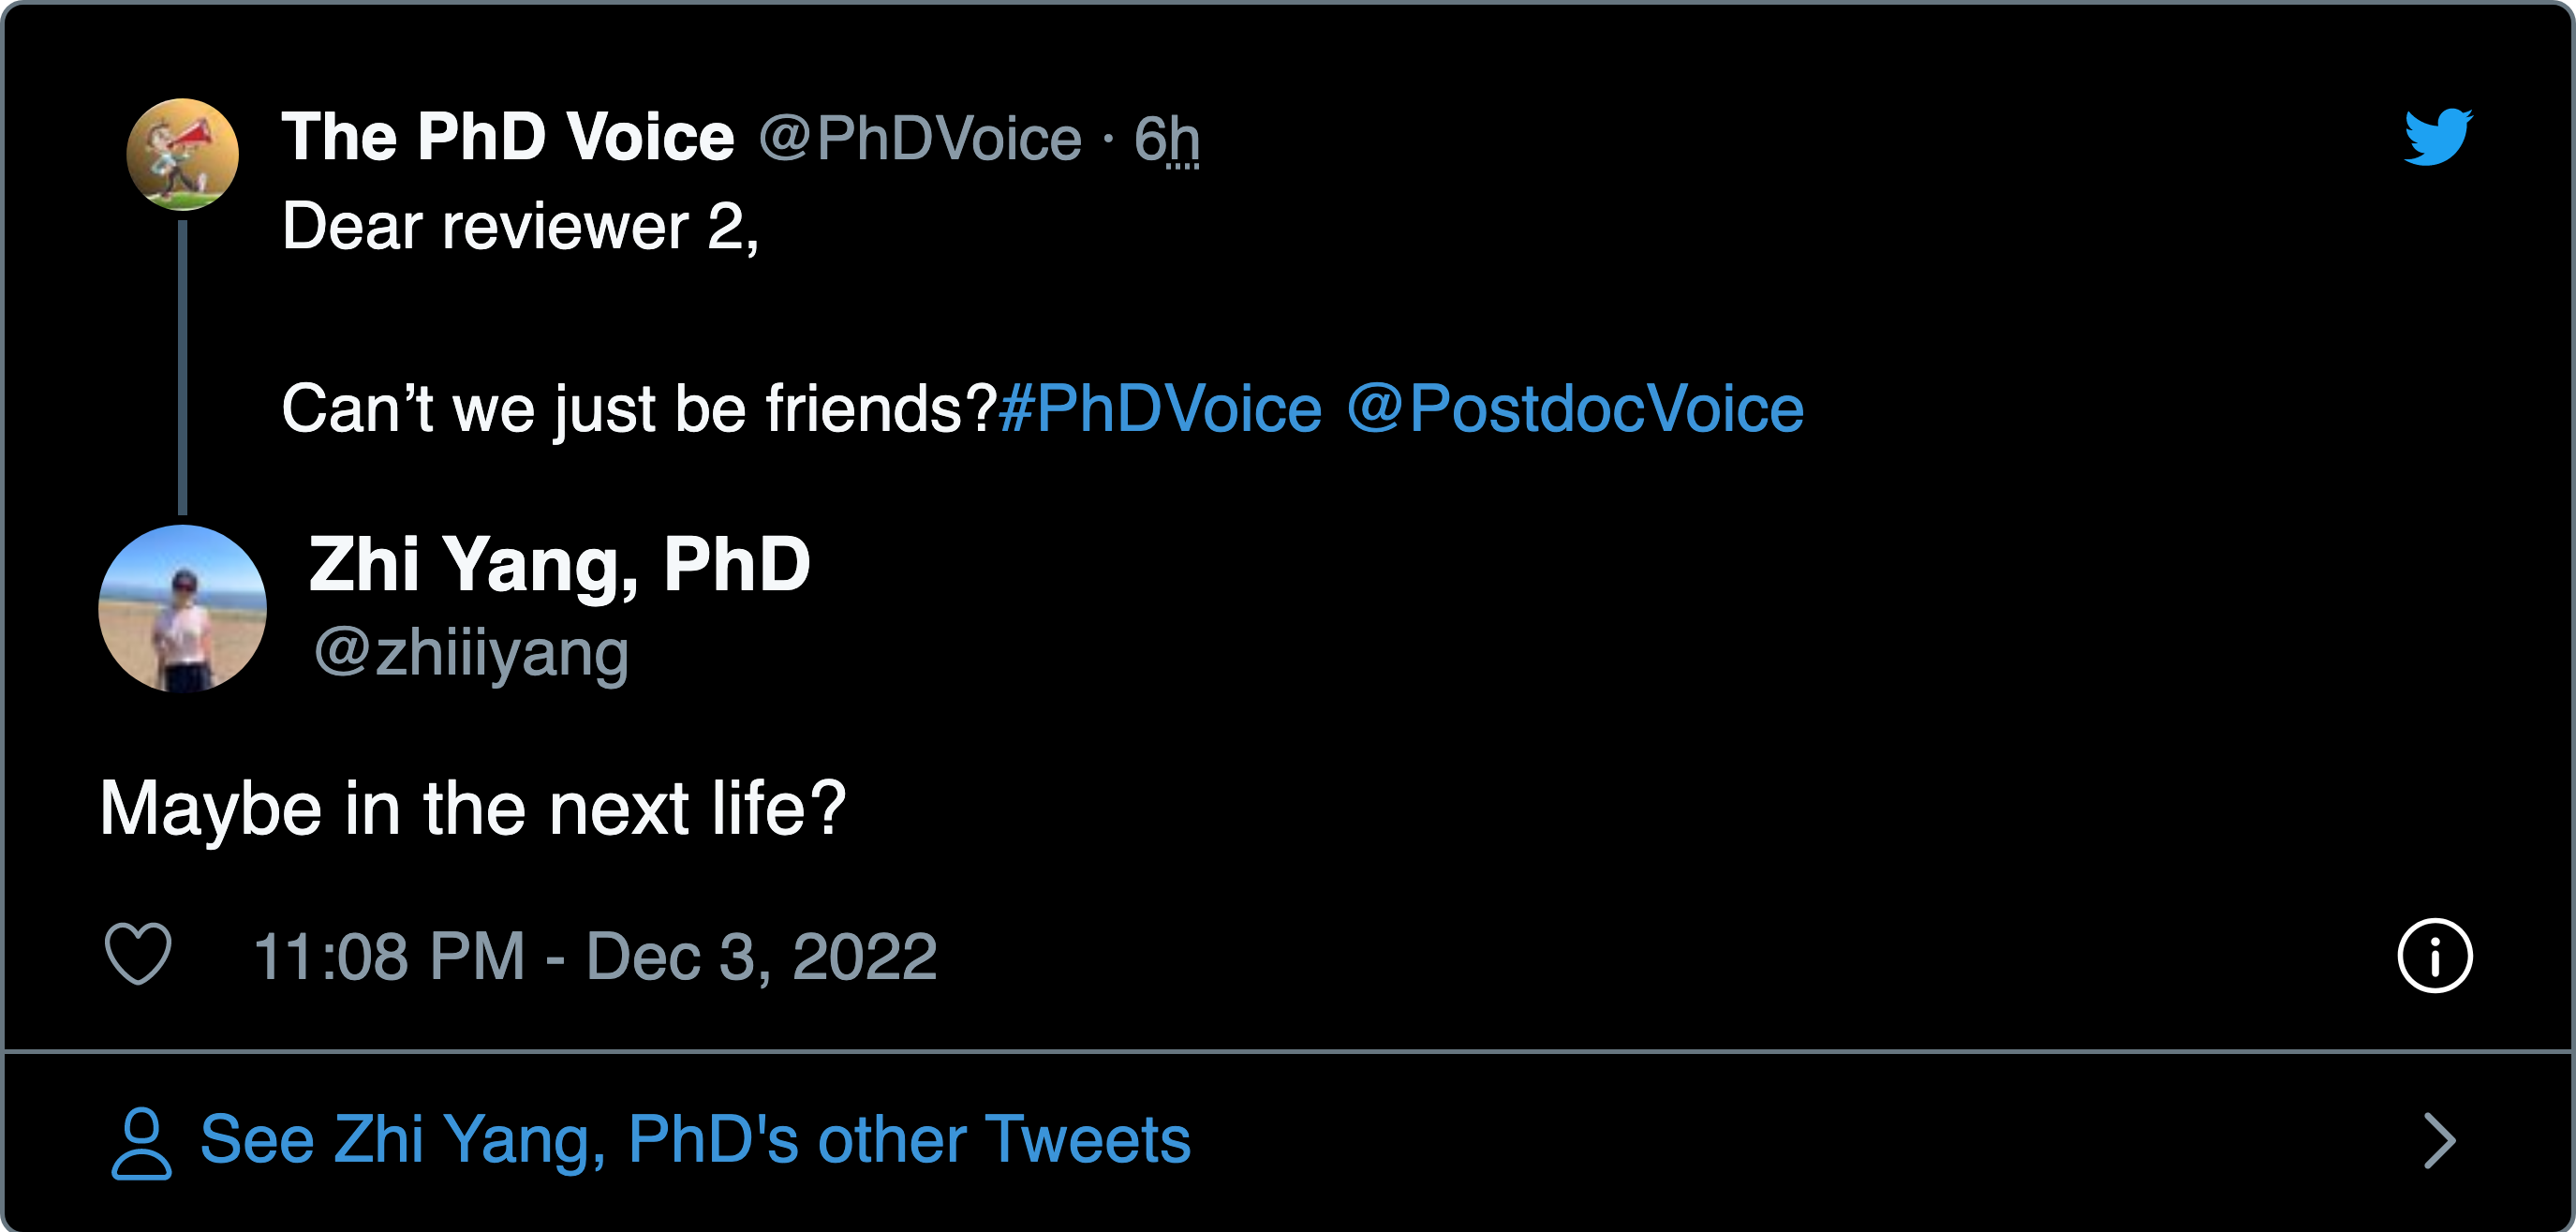 The PhD Voice @PhDVoice · 6h
Dear reviewer 2,
Can’t we just be friends?#PhDVoice @PostdocVoice
Zhi Yang, PhD
@zhiiiyang
Maybe in the next life?
11:08 PM - Dec 3, 2022
See Zhi Yang, PhD's other Tweets